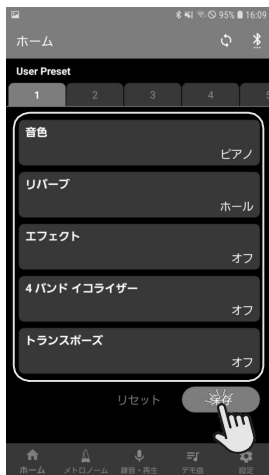 95% 16:09
ホーム
User Preset
1 2 3 4 5
音色
ピアノ
リバーブ
ホール
エフェクト
オフ
4 バンド イコライザー
オフ
トランスポーズ
オフ
リセット 保存
ホーム メトロノーム 録音・再生 デモ曲 設定